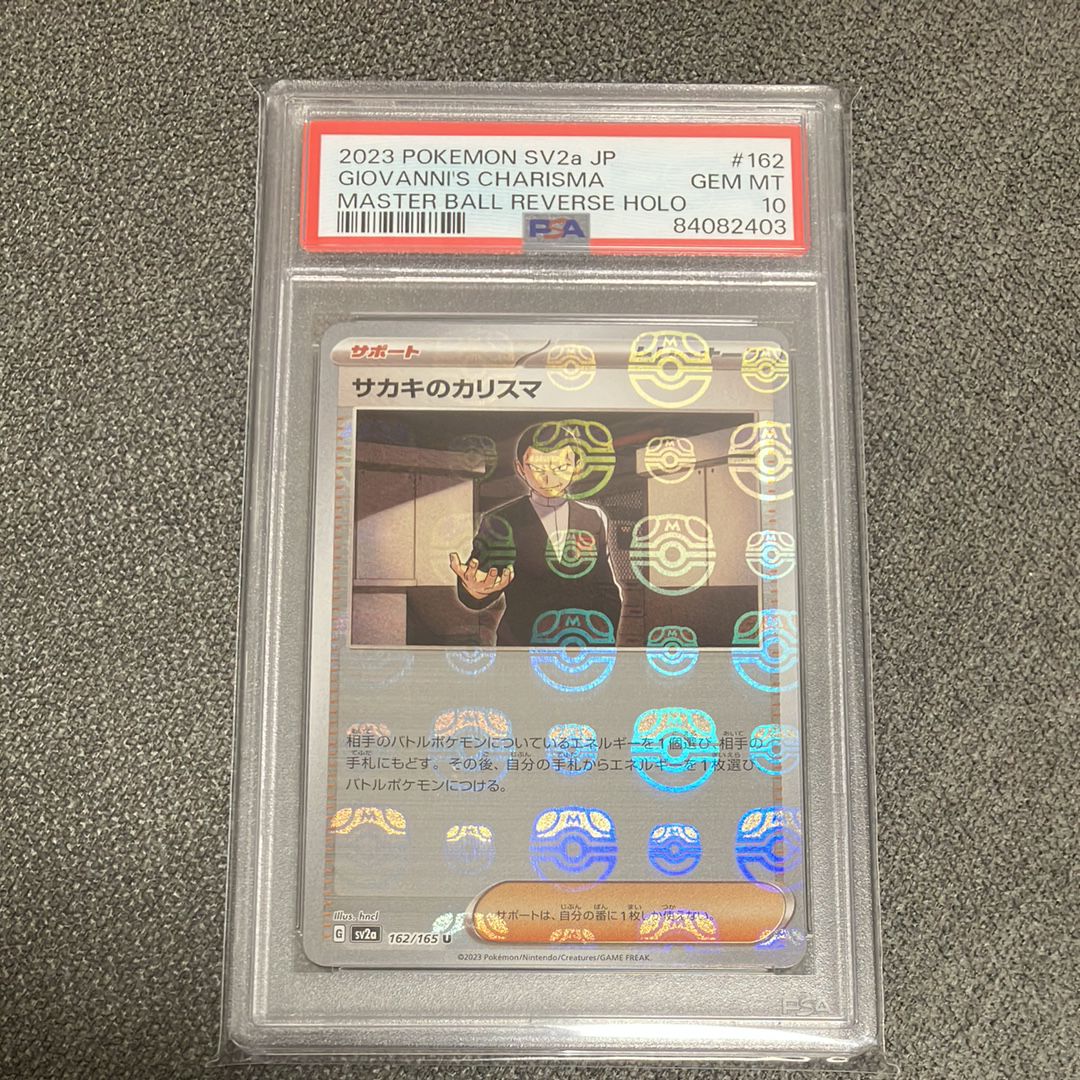 2023 POKEMON SV2a JP #162
GIOVANNI'S CHARISMA GEM MT
MASTER BALL REVERSE HOLO 10
PSA 84082403
サポート
サカキのカリスマ
相手のバトルポケモンについているエネルギーを1個選び、相手の
手札にもどす。その後、自分の手札からエネルギーを1枚選び、
バトルポケモンにつける。
サポートは、自分の番に1枚しか使えない。
Illus. hncl
G sv2a 162/165 U
©2023 Pokémon/Nintendo/Creatures/GAME FREAK
PSA